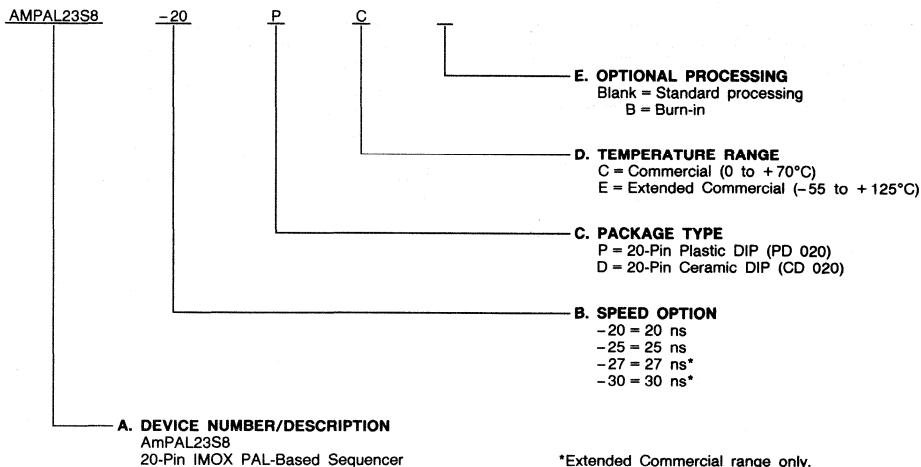 AMPAL23S8 -20 P C
E. OPTIONAL PROCESSING
Blank = Standard processing
B = Burn-in
D. TEMPERATURE RANGE
C = Commercial (0 to +70°C)
E = Extended Commercial (-55 to +125°C)
C. PACKAGE TYPE
P = 20-Pin Plastic DIP (PD 020)
D = 20-Pin Ceramic DIP (CD 020)
B. SPEED OPTION
-20 = 20 ns
-25 = 25 ns
-27 = 27 ns*
-30 = 30 ns*
A. DEVICE NUMBER/DESCRIPTION
AmPAL23S8
20-Pin IMOX PAL-Based Sequencer
*Extended Commercial range only.